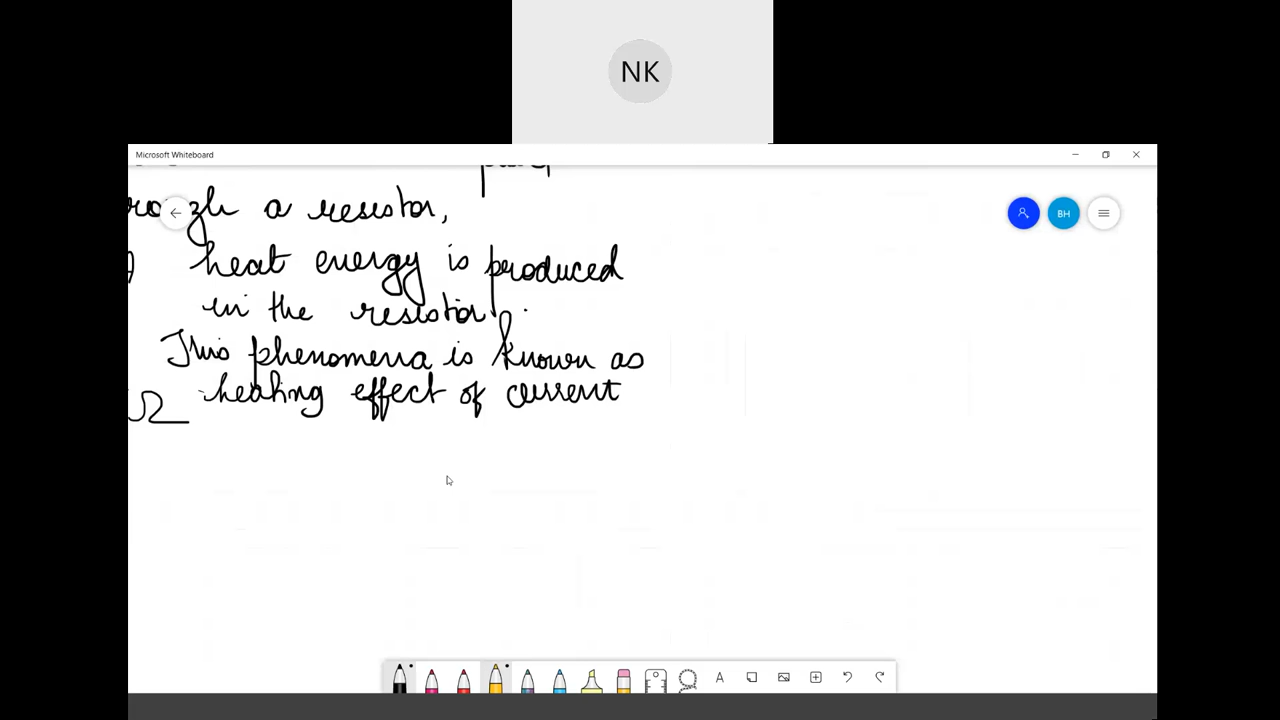 NK
Microsoft Whiteboard
a resistor,
BH
heat energy is produced
in the resistor.
This phenomena is known as
heating effect of current
Ω
A